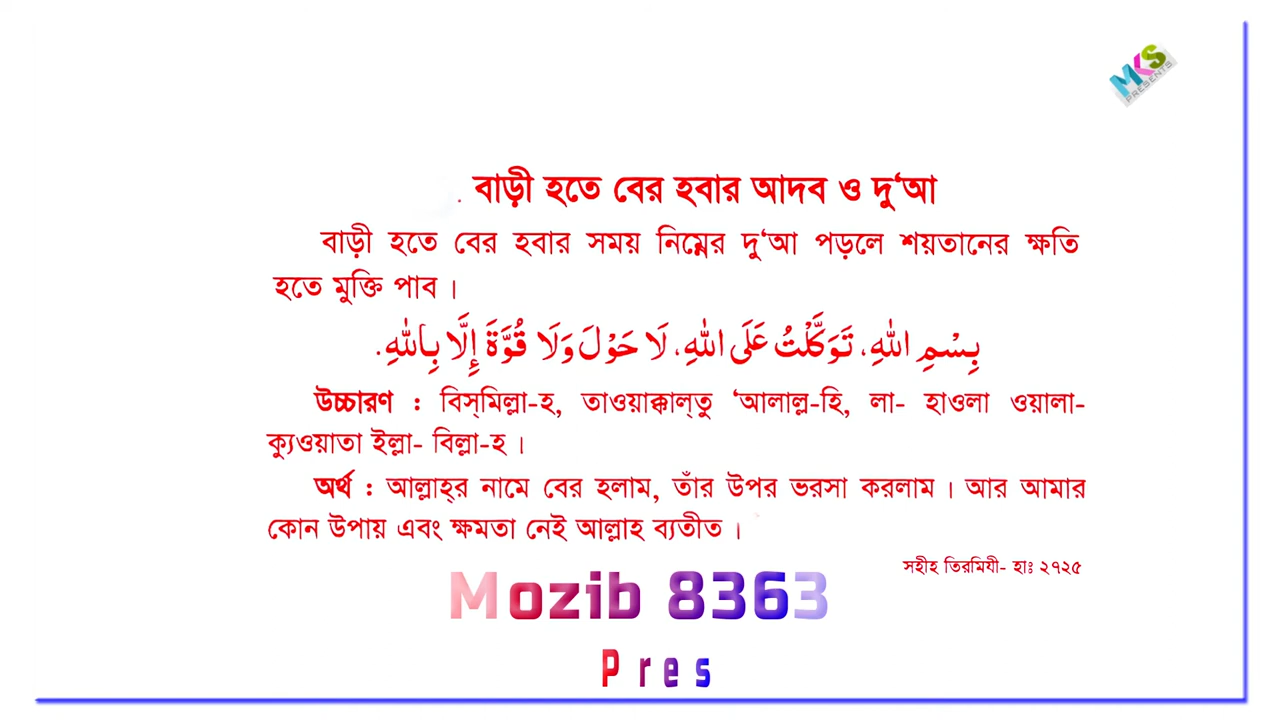 MKS
PRESENTS
বাড়ী হতে বের হবার আদব ও দু‘আ
বাড়ী হতে বের হবার সময় নিম্নের দু‘আ পড়লে শয়তানের ক্ষতি
হতে মুক্তি পাব।
بِسْمِ اللهِ، تَوَكَّلْتُ عَلَى اللهِ، لَا حَوْلَ وَلَا قُوَّةَ إِلَّا بِاللهِ.
উচ্চারণ : বিস্‌মিল্লা-হ, তাওয়াক্কাল্‌তু ‘আলাল্ল-হি, লা- হাওলা ওয়ালা-
ক্যুওয়াতা ইল্লা- বিল্লা-হ।
অর্থ : আল্লাহ্‌র নামে বের হলাম, তাঁর উপর ভরসা করলাম। আর আমার
কোন উপায় এবং ক্ষমতা নেই আল্লাহ ব্যতীত।
সহীহ তিরমিযী- হাঃ ২৭২৫
Mozib 8363
Pres